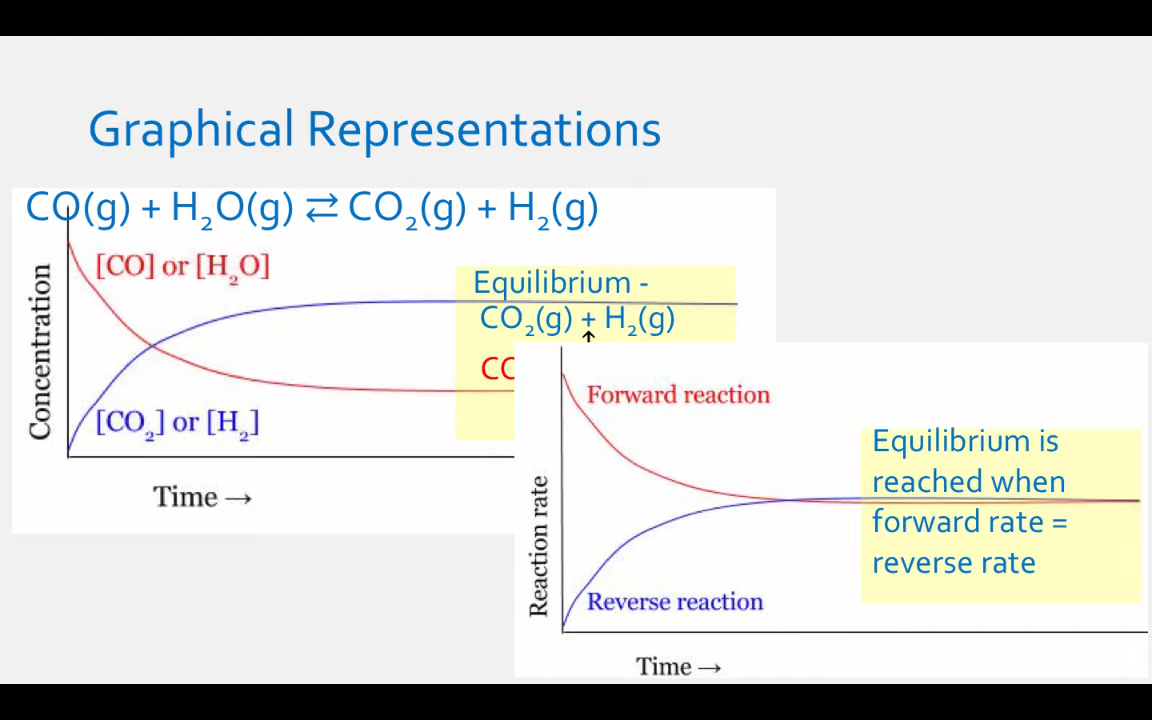 Graphical Representations
CO(g) + H₂O(g) ⇄ CO₂(g) + H₂(g)
[CO] or [H₂O]
Concentration
Equilibrium -
CO₂(g) + H₂(g)
[CO₂] or [H₂]
Time →
Forward reaction
Reaction rate
Equilibrium is
reached when
forward rate =
reverse rate
Reverse reaction
Time →